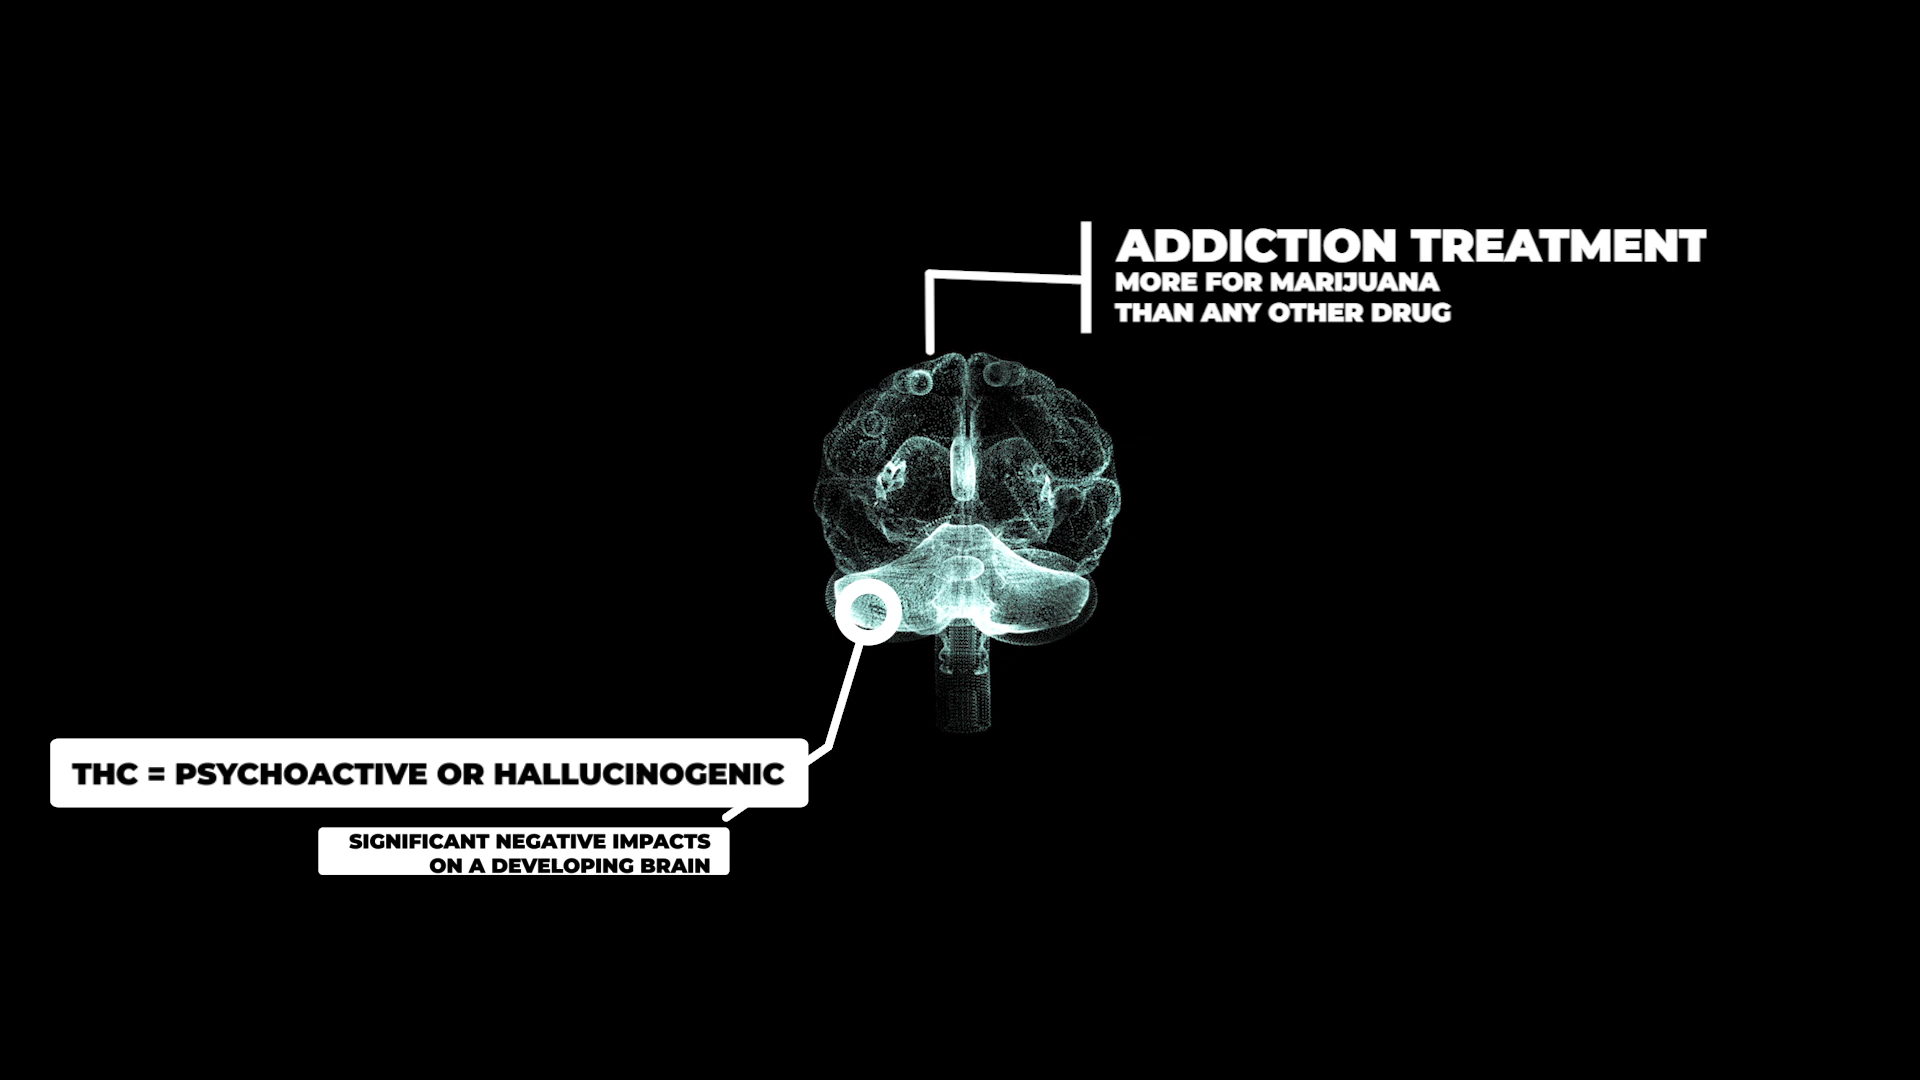 ADDICTION TREATMENT
MORE FOR MARIJUANA
THAN ANY OTHER DRUG
THC = PSYCHOACTIVE OR HALLUCINOGENIC
SIGNIFICANT NEGATIVE IMPACTS
ON A DEVELOPING BRAIN